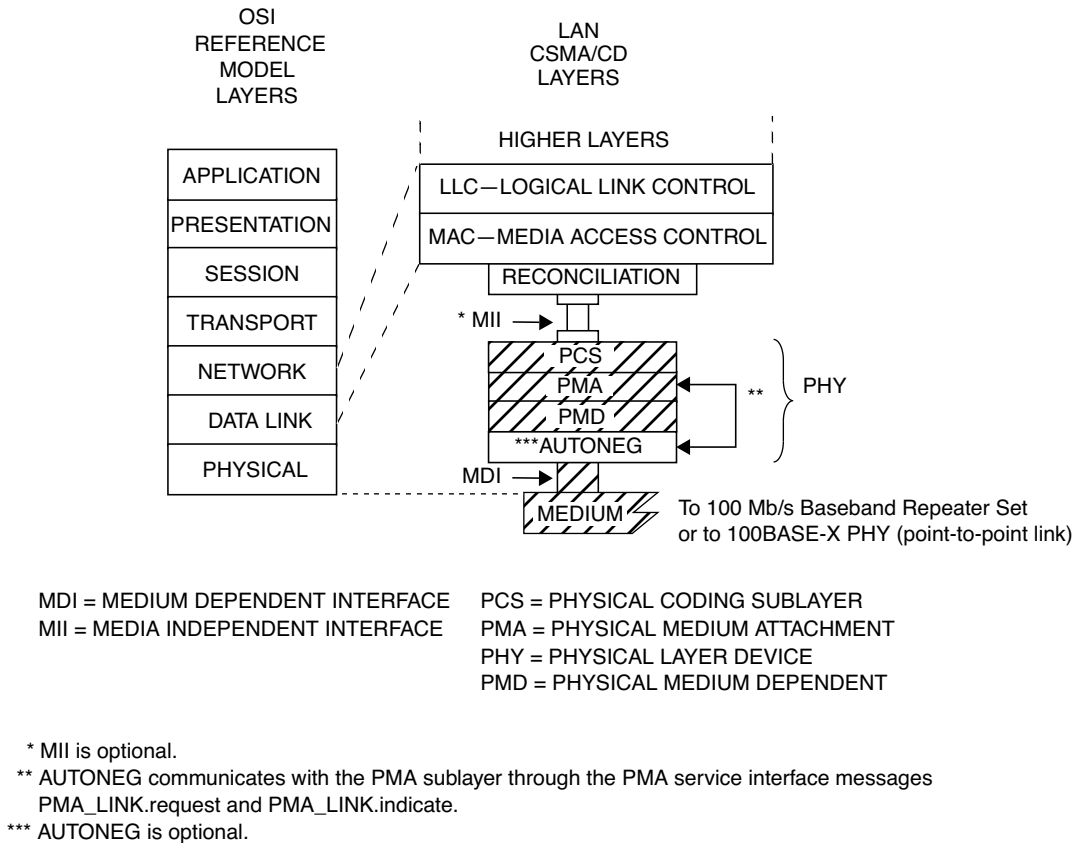 OSI
REFERENCE
MODEL
LAYERS
LAN
CSMA/CD
LAYERS
HIGHER LAYERS
APPLICATION
PRESENTATION
SESSION
TRANSPORT
NETWORK
DATA LINK
PHYSICAL
LLC—LOGICAL LINK CONTROL
MAC—MEDIA ACCESS CONTROL
RECONCILIATION
* MII
PCS
PMA
PMD
***AUTONEG
**
PHY
MDI
MEDIUM
To 100 Mb/s Baseband Repeater Set
or to 100BASE-X PHY (point-to-point link)
MDI = MEDIUM DEPENDENT INTERFACE
MII = MEDIA INDEPENDENT INTERFACE
PCS = PHYSICAL CODING SUBLAYER
PMA = PHYSICAL MEDIUM ATTACHMENT
PHY = PHYSICAL LAYER DEVICE
PMD = PHYSICAL MEDIUM DEPENDENT
* MII is optional.
** AUTONEG communicates with the PMA sublayer through the PMA service interface messages
PMA_LINK.request and PMA_LINK.indicate.
*** AUTONEG is optional.